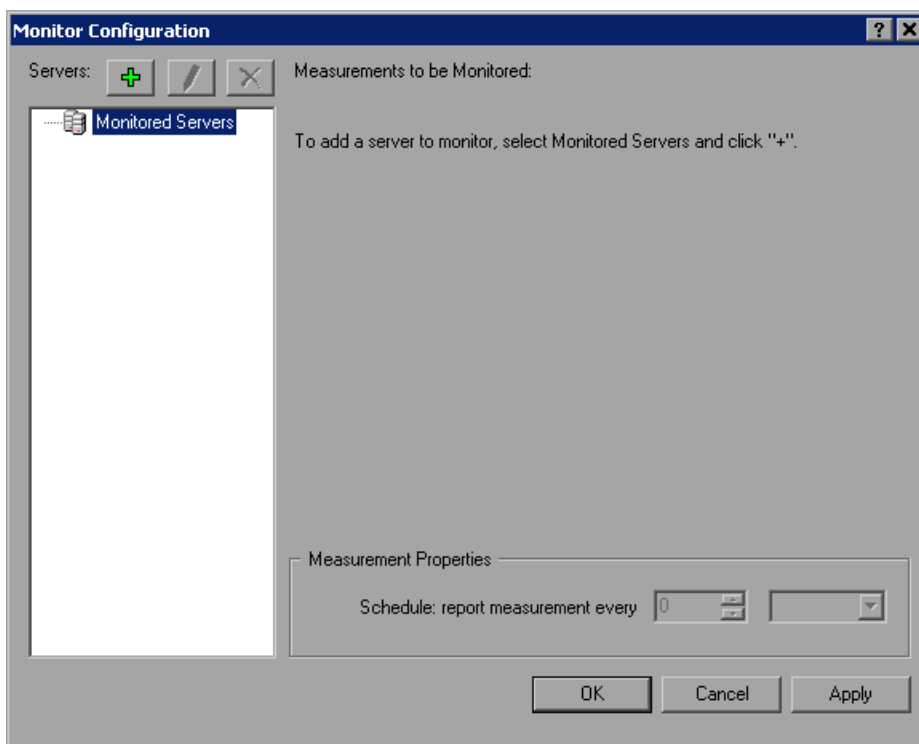 Monitor Configuration
Servers:
Measurements to be Monitored:
Monitored Servers
To add a server to monitor, select Monitored Servers and click "+".
Measurement Properties
Schedule: report measurement every 0
OK Cancel Apply